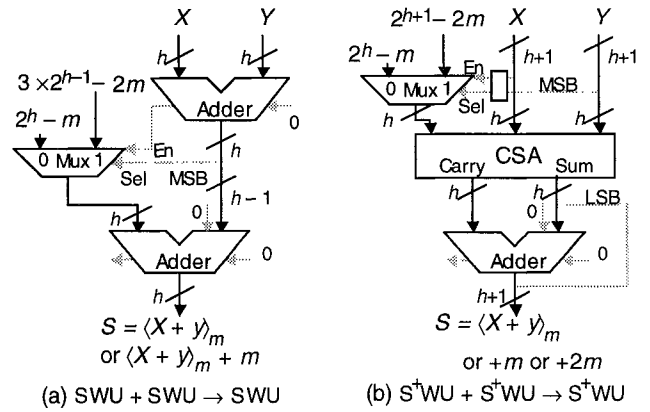 X Y
h h
3 × 2^{h–1} – 2m
2^h – m
0 Mux 1
Adder
0
En
Sel
MSB
h
h – 1
0
h
Adder
0
h
S = ⟨X + y⟩_m
or ⟨X + y⟩_m + m
(a) SWU + SWU → SWU
2^{h+1} – 2m X Y
2^h – m
h+1 h+1
En
0 Mux 1
MSB
Sel
h
CSA
Carry Sum
h h
LSB
0
Adder
0
h+1
S = ⟨X + y⟩_m
or +m or +2m
(b) S^+WU + S^+WU → S^+WU